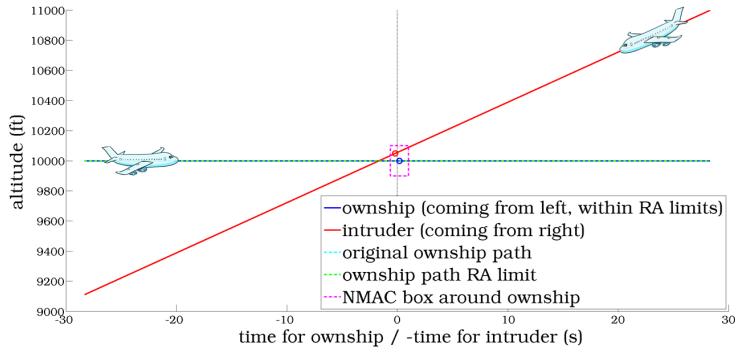 11000
10800
10600
10400
10200
10000
9800
9600
9400
9200
9000
altitude (ft)
ownship (coming from left, within RA limits)
intruder (coming from right)
original ownship path
ownship path RA limit
NMAC box around ownship
-30 -20 -10 0 10 20 30
time for ownship / -time for intruder (s)